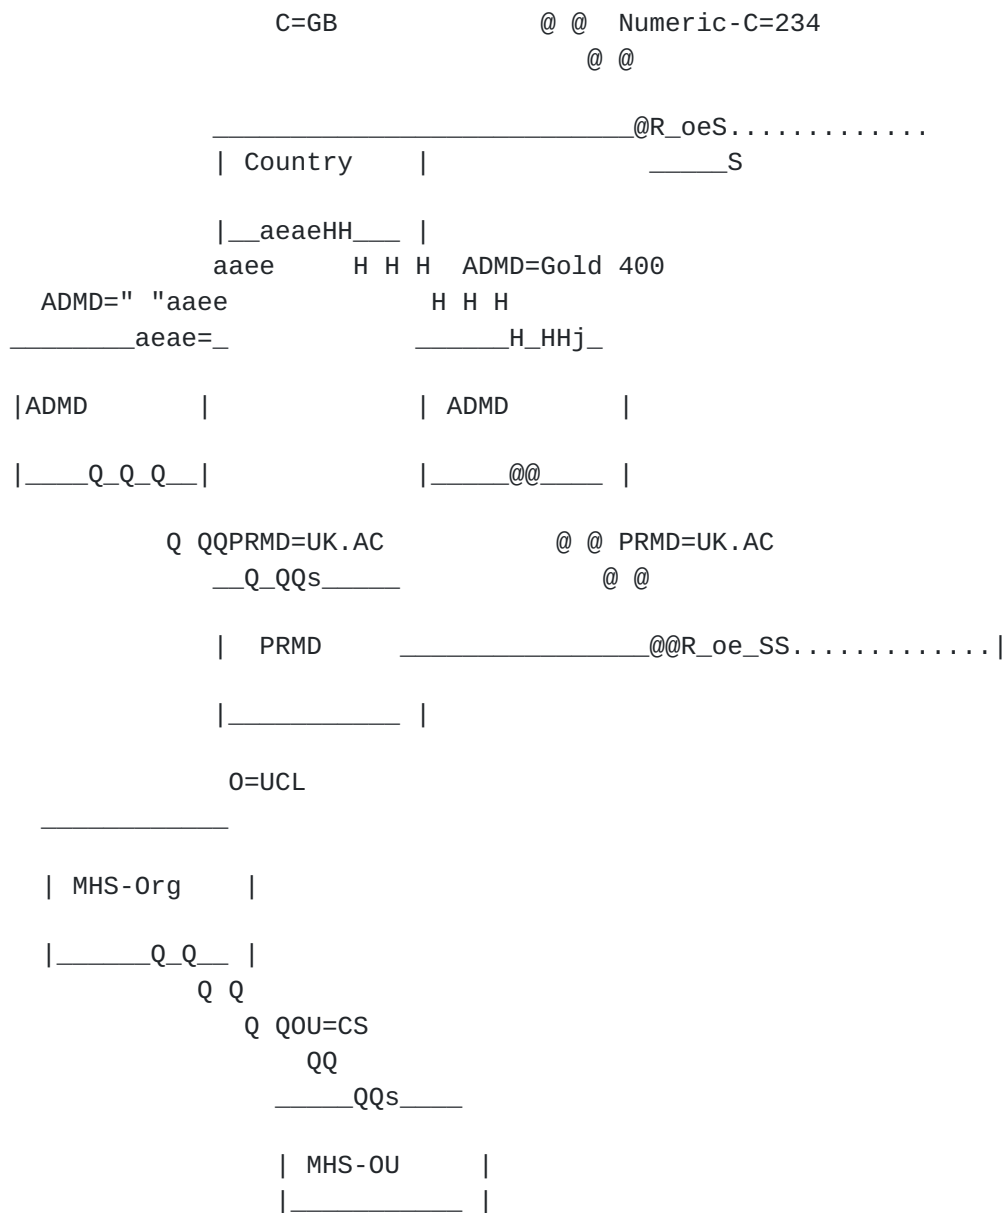 C=GB @ @ Numeric-C=234
@ @
___________________________@R_oeS.............
| Country | _____S
|__aeaeHH___ |
aaee H H H ADMD=Gold 400
ADMD=" "aaee H H H
________aeae=_ ______H_HHj_
|ADMD | | ADMD |
|____Q_Q_Q__| |_____@@____ |
Q QQPRMD=UK.AC @ @ PRMD=UK.AC
__Q_QQs_____ @ @
| PRMD ________________@@R_oe_SS.............|
|___________ |
O=UCL
____________
| MHS-Org |
|______Q_Q__ |
Q Q
Q QOU=CS
QQ
_____QQs____
| MHS-OU |
|___________ |